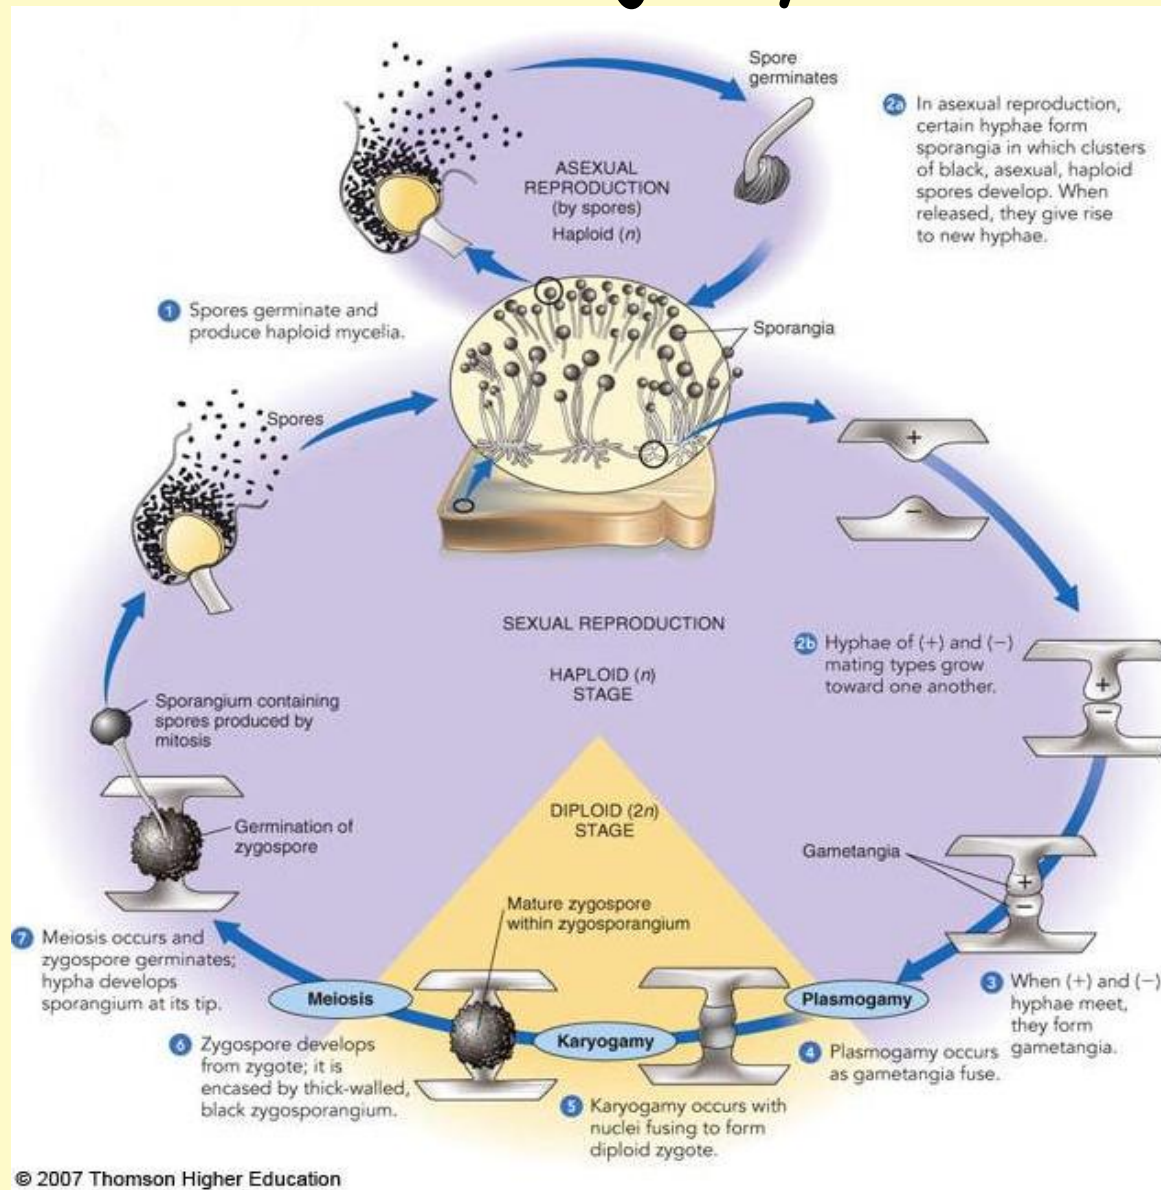 Spore
germinates
2a In asexual reproduction,
certain hyphae form
sporangia in which clusters
of black, asexual, haploid
spores develop. When
released, they give rise
to new hyphae.
ASEXUAL
REPRODUCTION
(by spores)
Haploid (n)
1 Spores germinate and
produce haploid mycelia.
Sporangia
Spores
+
−
SEXUAL REPRODUCTION
HAPLOID (n)
STAGE
2b Hyphae of (+) and (−)
mating types grow
toward one another.
+
−
Sporangium containing
spores produced by
mitosis
DIPLOID (2n)
STAGE
Germination of
zygospore
Gametangia
+
−
Mature zygospore
within zygosporangium
7 Meiosis occurs and
zygospore germinates;
hypha develops
sporangium at its tip.
Meiosis
Karyogamy
Plasmogamy
3 When (+) and (−)
hyphae meet,
they form
gametangia.
4 Plasmogamy occurs
as gametangia fuse.
5 Karyogamy occurs with
nuclei fusing to form
diploid zygote.
6 Zygospore develops
from zygote; it is
encased by thick-walled,
black zygosporangium.
© 2007 Thomson Higher Education